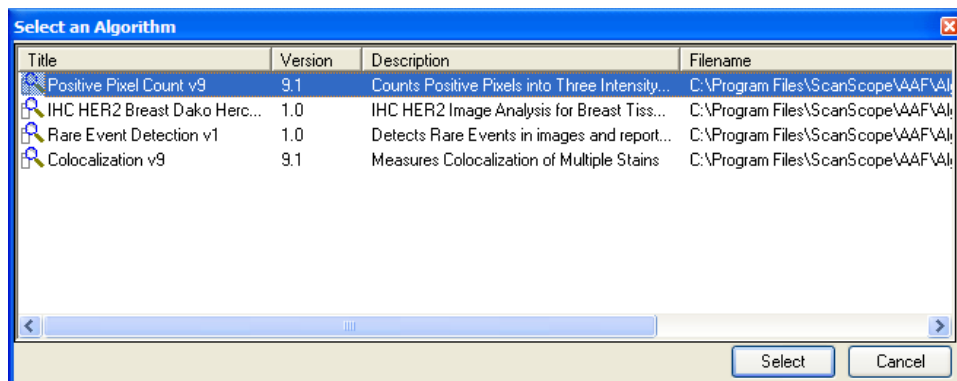 Select an Algorithm
Title Version Description Filename
Positive Pixel Count v9 9.1 Counts Positive Pixels into Three Intensity... C:\Program Files\ScanScope\AAF\Al
IHC HER2 Breast Dako Herc... 1.0 IHC HER2 Image Analysis for Breast Tiss... C:\Program Files\ScanScope\AAF\Al
Rare Event Detection v1 1.0 Detects Rare Events in images and report... C:\Program Files\ScanScope\AAF\Al
Colocalization v9 9.1 Measures Colocalization of Multiple Stains C:\Program Files\ScanScope\AAF\Al
Select Cancel